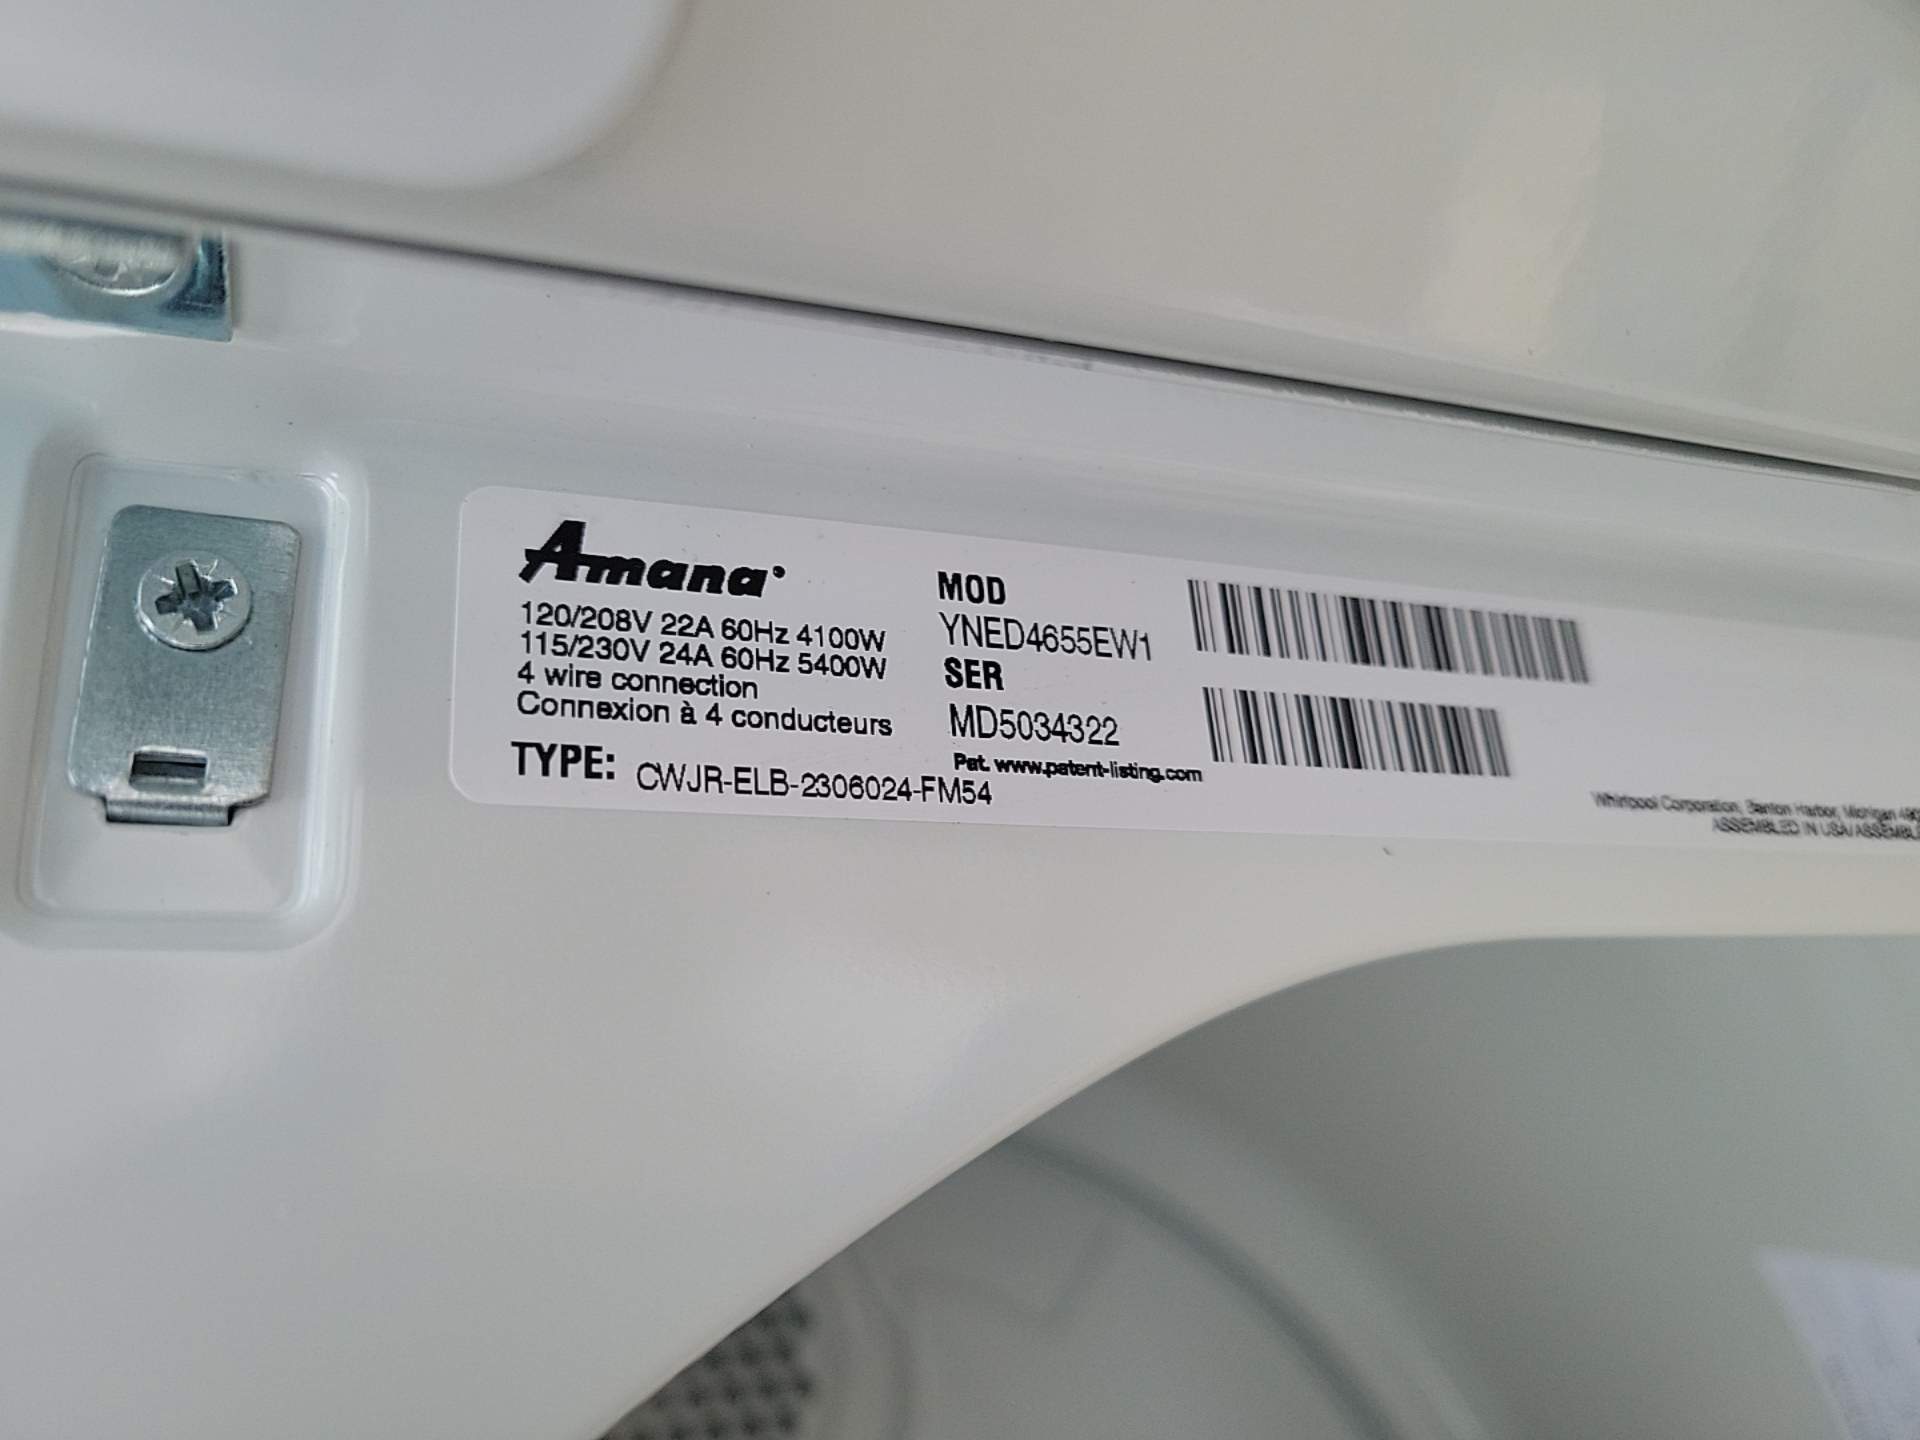 Amana
120/208V 22A 60Hz 4100W
115/230V 24A 60Hz 5400W
4 wire connection
Connexion à 4 conducteurs
TYPE: CWJR-ELB-2306024-FM54
MOD
YNED4655EW1
SER
MD5034322
Pat. www.patent-listing.com
Whirlpool Corporation, Benton Harbor, Michigan
ASSEMBLED IN USA/